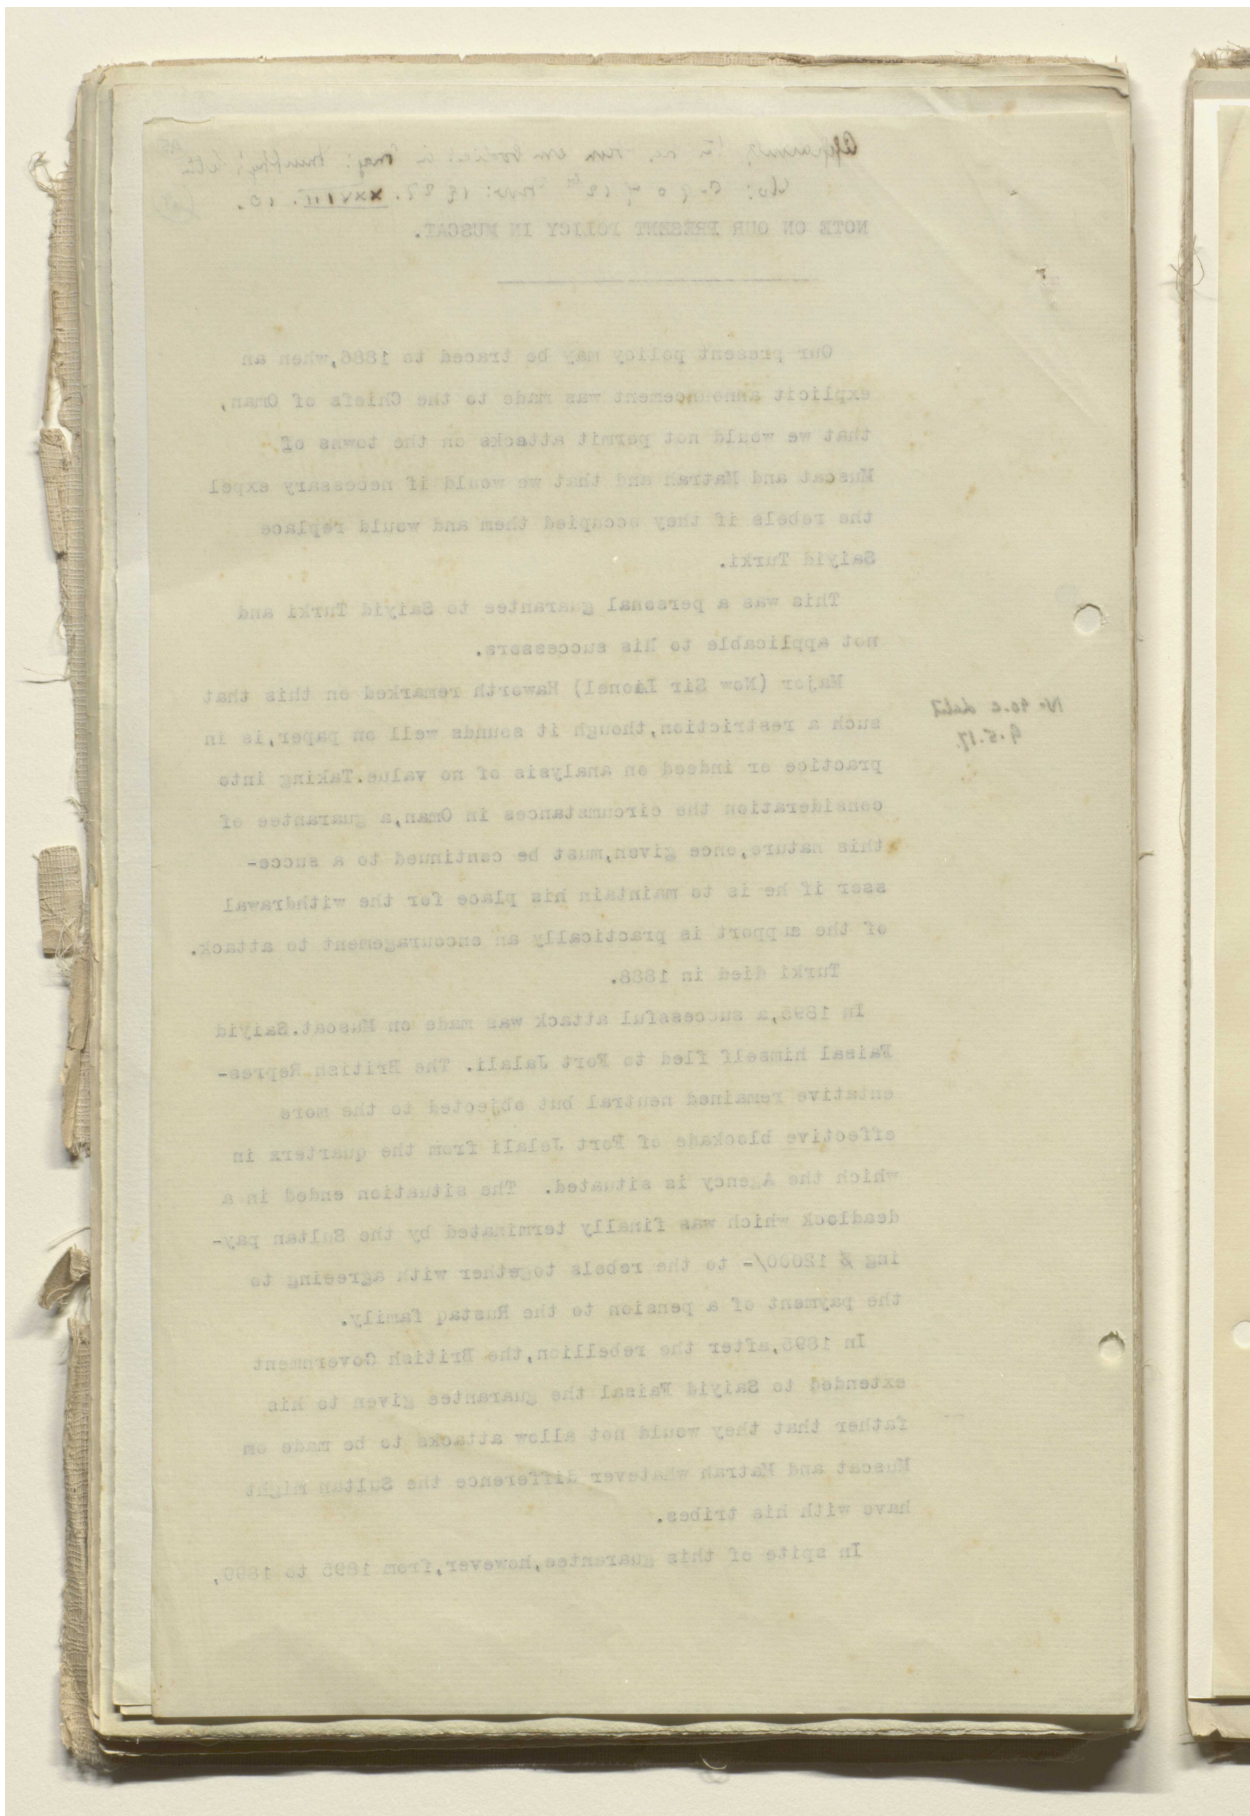 No: C.90 of 12th Nov: 1927. XXVIII. 10.
NOTE ON OUR PRESENT POLICY IN MUSCAT.
Our present policy may be traced to 1886,when an
explicit announcement was made to the Chiefs of Oman,
that we would not permit attacks on the towns of
Muscat and Matrah and that we would if necessary expel
the rebels if they occupied them and would replace
Saiyid Turki.
This was a personal guarantee to Saiyid Turki and
not applicable to his successors.
Major (Now Sir Lionel) Haworth remarked on this that
No 40.C dated
such a restriction,though it sounds well on paper,is in
9.5.17.
practice or indeed on analysis of no value.Taking into
consideration the circumstances in Oman,a guarantee of
this nature,once given,must be continued to a succe-
ssor if he is to maintain his place for the withdrawal
of the support is practically an encouragement to attack.
Turki died in 1888.
In 1895,a successful attack was made on Muscat.Saiyid
Faisal himself fled to Fort Jalali. The British Repres-
entative remained neutral but objected to the more
effective blockade of Fort Jalali from the quarters in
which the Agency is situated. The situation ended in a
deadlock which was finally terminated by the Sultan pay-
ing $ 12000/- to the rebels together with agreeing to
the payment of a pension to the Rustaq family.
In 1895,after the rebellion,the British Government
extended to Saiyid Faisal the guarantee given to his
father that they would not allow attacks to be made on
Muscat and Matrah whatever difference the Sultan might
have with his tribes.
In spite of this guarantee,however,from 1895 to 1899,